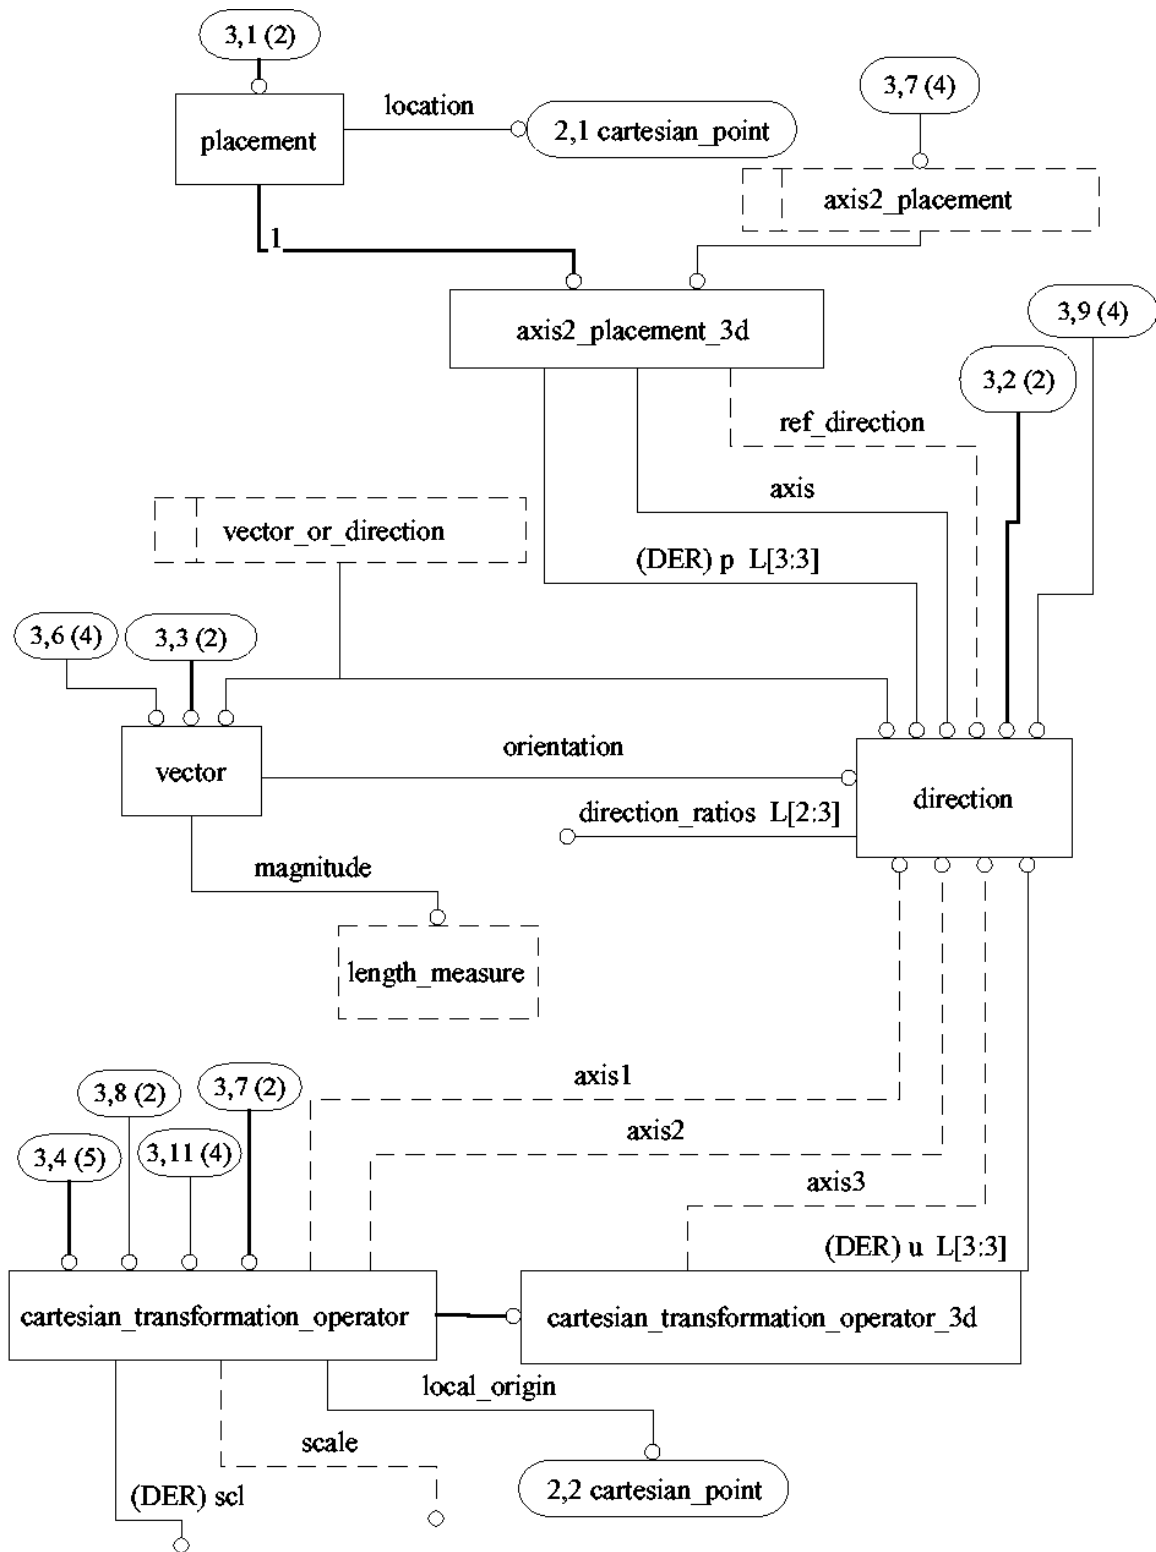 3,1 (2)
location
3,7 (4)
2,1 cartesian_point
placement
axis2_placement
1
3,9 (4)
axis2_placement_3d
3,2 (2)
ref_direction
axis
vector_or_direction
(DER) p L[3:3]
3,6 (4)
3,3 (2)
orientation
vector
direction
direction_ratios L[2:3]
magnitude
length_measure
axis1
3,8 (2)
3,7 (2)
axis2
3,4 (5)
3,11 (4)
axis3
(DER) u L[3:3]
cartesian_transformation_operator
cartesian_transformation_operator_3d
local_origin
scale
2,2 cartesian_point
(DER) scl